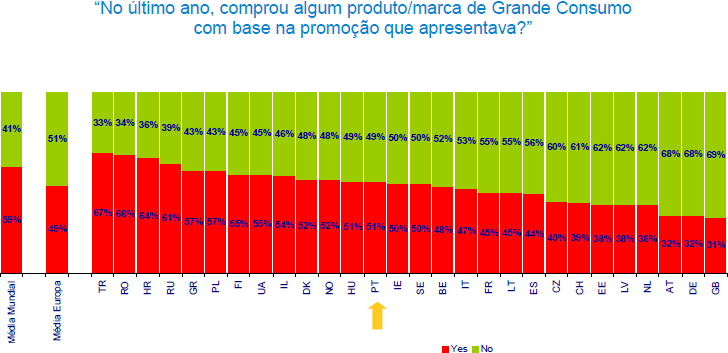 “No último ano, comprou algum produto/marca de Grande Consumo
com base na promoção que apresentava?”
41% 51% 33% 34% 36% 39% 43% 43% 45% 45% 46% 48% 48% 49% 49% 50% 50% 52% 53% 55% 55% 56% 60% 61% 62% 62% 62% 68% 68% 69%
59% 49% 67% 66% 64% 61% 57% 57% 55% 55% 54% 52% 52% 51% 51% 50% 50% 48% 47% 45% 45% 44% 40% 39% 38% 38% 38% 32% 32% 31%
Média Mundial Média Europa TR RO HR RU GR PL FI UA IL DK NO HU PT IE SE BE IT FR LT ES CZ CH EE LV NL AT DE GB
Yes No